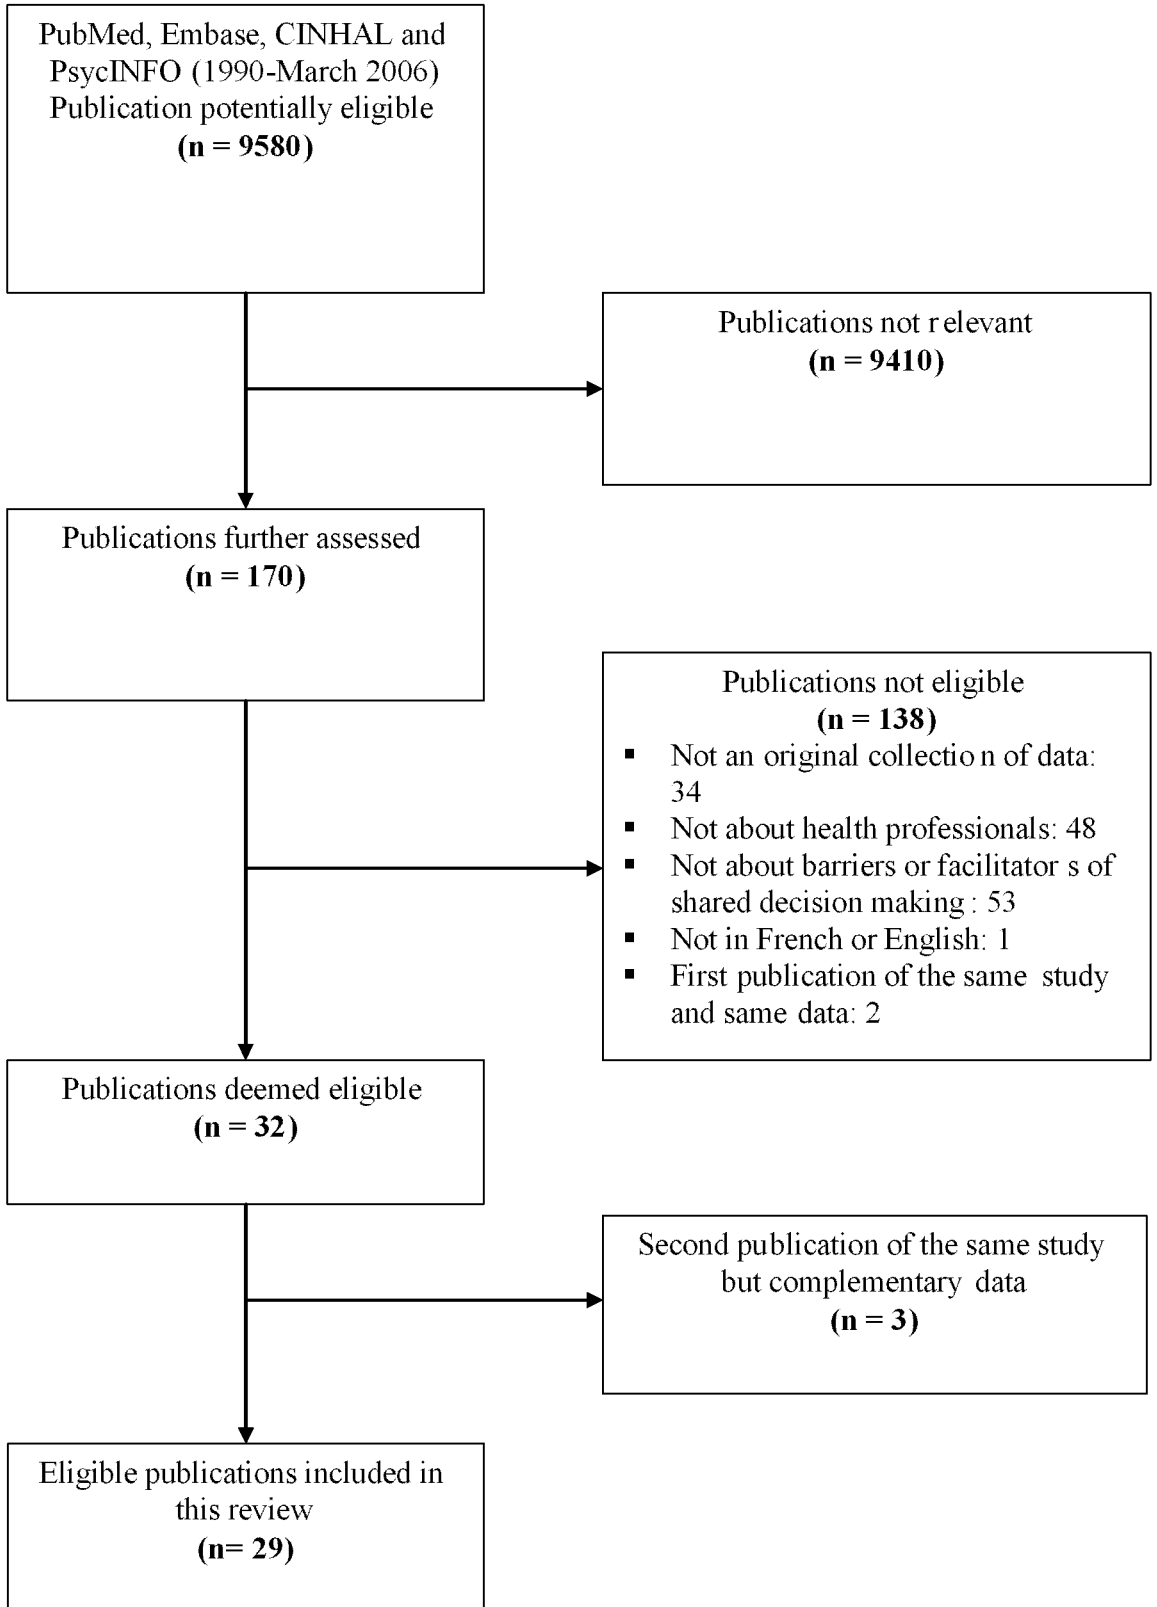 PubMed, Embase, CINHAL and
PsycINFO (1990-March 2006)
Publication potentially eligible
(n = 9580)
Publications not relevant
(n = 9410)
Publications further assessed
(n = 170)
Publications not eligible
(n = 138)
▪ Not an original collection of data:
34
▪ Not about health professionals: 48
▪ Not about barriers or facilitators of
shared decision making: 53
▪ Not in French or English: 1
▪ First publication of the same study
and same data: 2
Publications deemed eligible
(n = 32)
Second publication of the same study
but complementary data
(n = 3)
Eligible publications included in
this review
(n= 29)